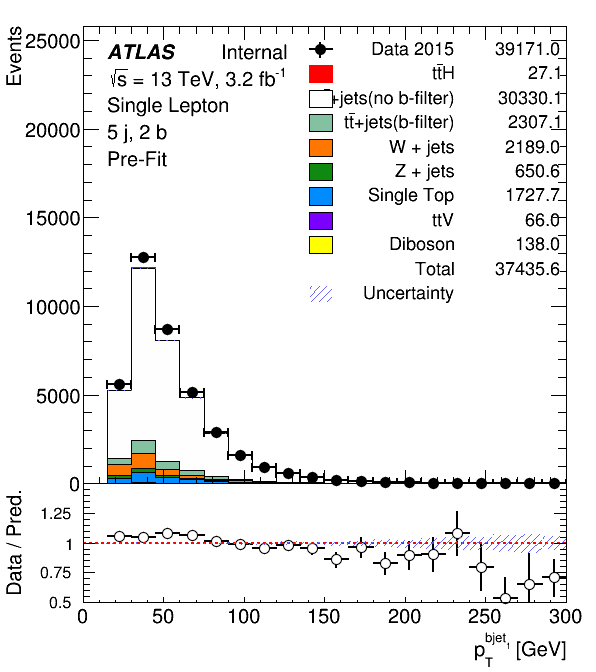 Events
25000
20000
15000
10000
5000
0
ATLAS Internal
√s = 13 TeV, 3.2 fb⁻¹
Single Lepton
5 j, 2 b
Pre-Fit
Data 2015 39171.0
tt̄H 27.1
+jets(no b-filter) 30330.1
tt̄+jets(b-filter) 2307.1
W + jets 2189.0
Z + jets 650.6
Single Top 1727.7
ttV 66.0
Diboson 138.0
Total 37435.6
Uncertainty
Data / Pred.
1.25
1
0.75
0.5
0 50 100 150 200 250 300
p_T^bjet, [GeV]